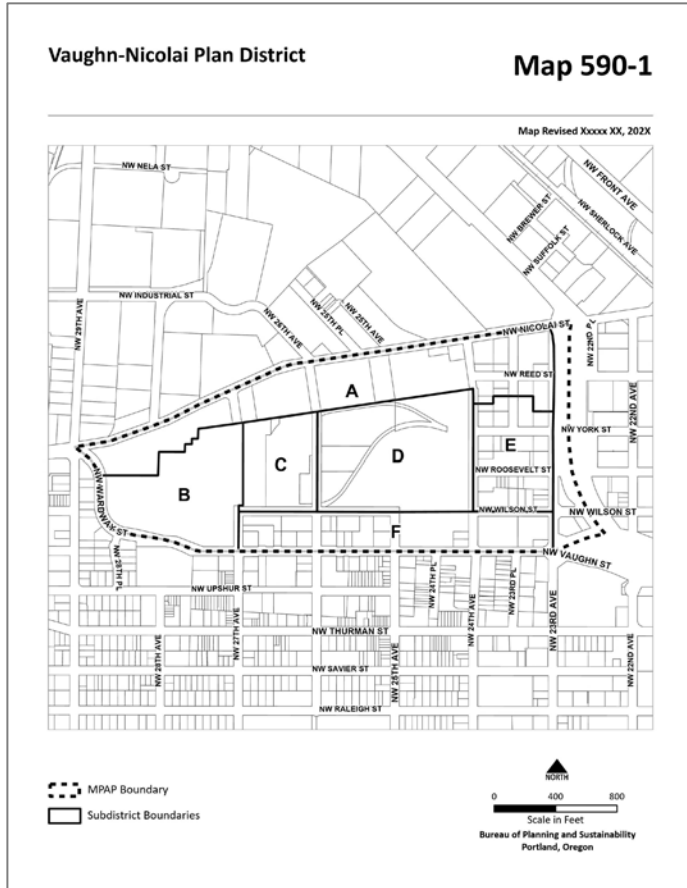 Vaughn-Nicolai Plan District
Map 590-1
Map Revised Xxxxx XX, 202X
NW NELA ST
NW FRONT AVE
NW BREWER ST
NW SHERLOCK AVE
NW SUFFOLK ST
NW INDUSTRIAL ST
NW 29TH AVE
NW 26TH AVE
NW 25TH PL
NW 25TH AVE
NW NICOLAI ST
NW 22ND PL
NW REED ST
A
NW 22ND AVE
NW YORK ST
E
C
D
NW ROOSEVELT ST
B
NW WARDWAY ST
NW WILSON ST
NW WILSON ST
F
NW VAUGHN ST
NW 28TH PL
NW 24TH PL
NW 23RD PL
NW UPSHUR ST
NW 28TH AVE
NW 27TH AVE
NW 25TH AVE
NW 24TH AVE
NW 23RD AVE
NW 22ND AVE
NW THURMAN ST
NW SAVIER ST
NW RALEIGH ST
MPAP Boundary
Subdistrict Boundaries
NORTH
0 400 800
Scale in Feet
Bureau of Planning and Sustainability
Portland, Oregon